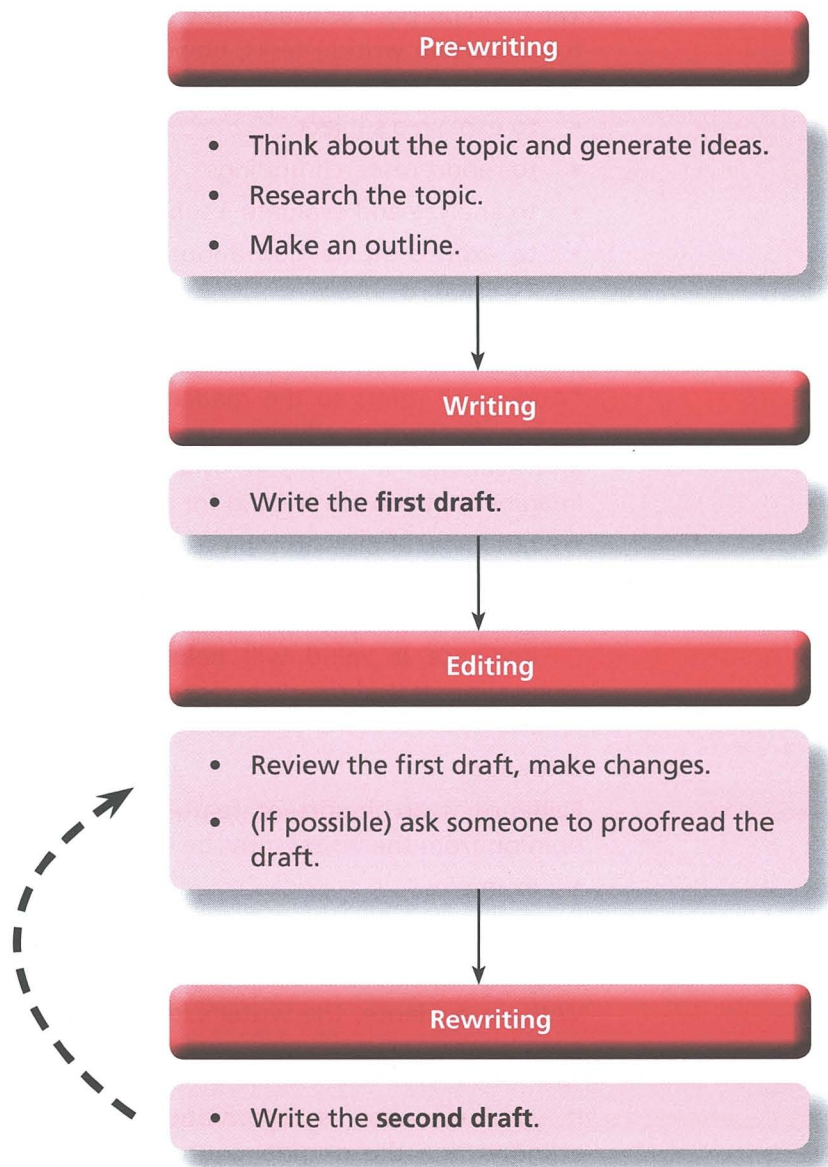 Pre-writing
• Think about the topic and generate ideas.
• Research the topic.
• Make an outline.
Writing
• Write the first draft.
Editing
• Review the first draft, make changes.
• (If possible) ask someone to proofread the
draft.
Rewriting
• Write the second draft.